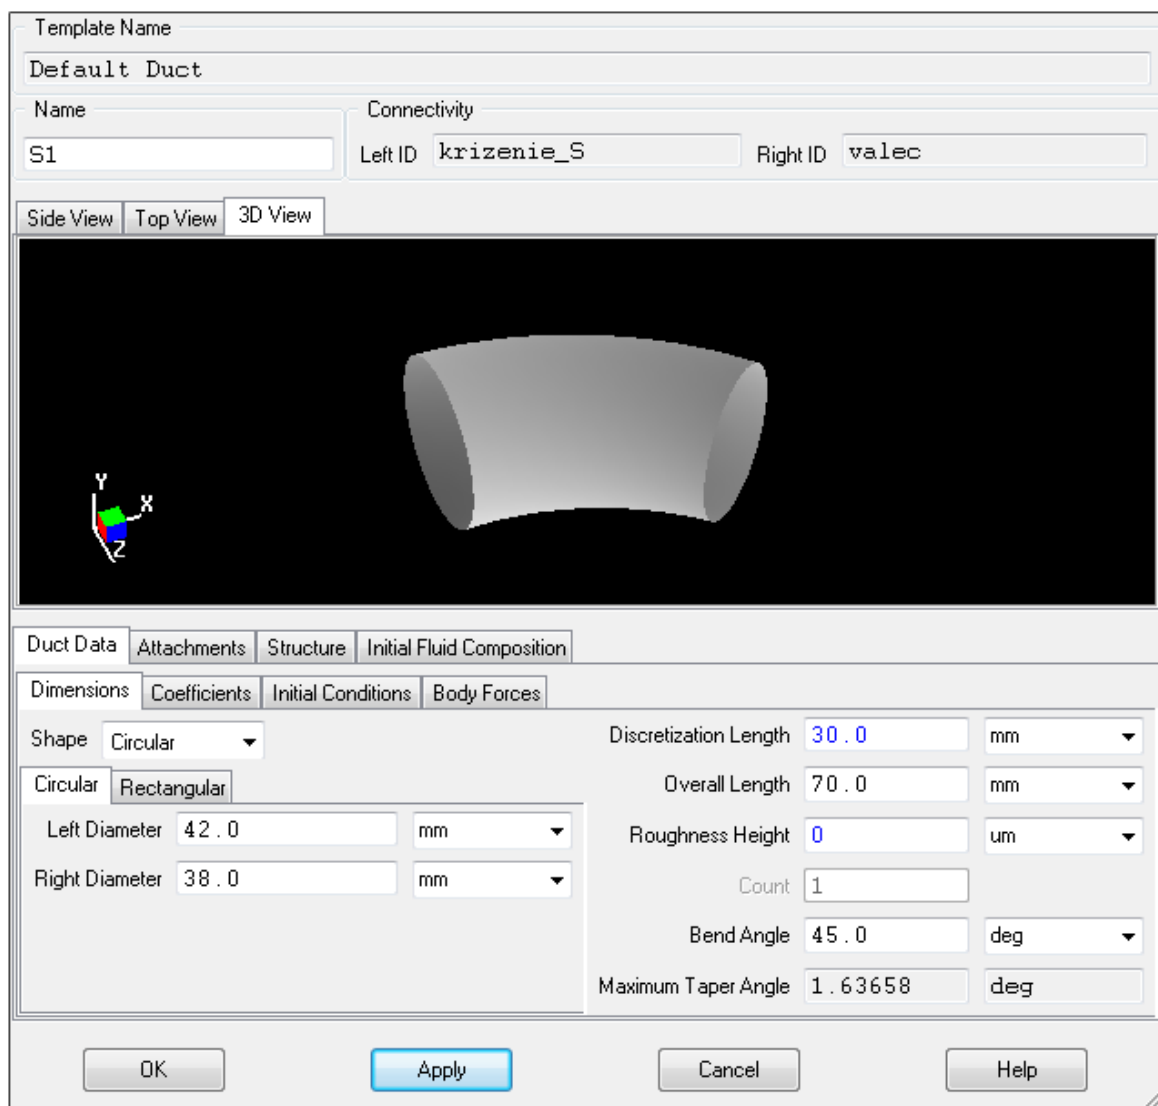 Template Name
Default Duct
Name
Connectivity
S1
Left ID krizenie_S Right ID valec
Side View Top View 3D View
Y
X
Z
Duct Data Attachments Structure Initial Fluid Composition
Dimensions Coefficients Initial Conditions Body Forces
Shape Circular
Circular Rectangular
Left Diameter 42.0 mm
Right Diameter 38.0 mm
Discretization Length 30.0 mm
Overall Length 70.0 mm
Roughness Height 0 um
Count 1
Bend Angle 45.0 deg
Maximum Taper Angle 1.63658 deg
OK Apply Cancel Help